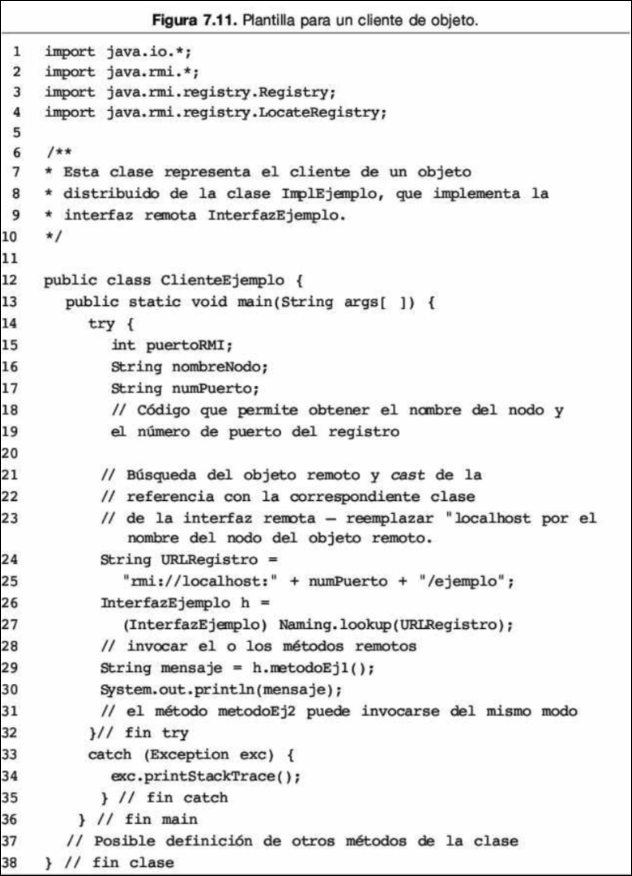 Figura 7.11. Plantilla para un cliente de objeto.
1 import java.io.*;
2 import java.rmi.*;
3 import java.rmi.registry.Registry;
4 import java.rmi.registry.LocateRegistry;
5
6 /**
7 * Esta clase representa el cliente de un objeto
8 * distribuido de la clase ImplEjemplo, que implementa la
9 * interfaz remota InterfazEjemplo.
10 */
11
12 public class ClienteEjemplo {
13 public static void main(String args[ ]) {
14 try {
15 int puertoRMI;
16 String nombreNodo;
17 String numPuerto;
18 // Código que permite obtener el nombre del nodo y
19 el número de puerto del registro
20
21 // Búsqueda del objeto remoto y cast de la
22 // referencia con la correspondiente clase
23 // de la interfaz remota – reemplazar "localhost por el
nombre del nodo del objeto remoto.
24 String URLRegistro =
25 "rmi://localhost:" + numPuerto + "/ejemplo";
26 InterfazEjemplo h =
27 (InterfazEjemplo) Naming.lookup(URLRegistro);
28 // invocar el o los métodos remotos
29 String mensaje = h.metodoEj1();
30 System.out.println(mensaje);
31 // el método metodoEj2 puede invocarse del mismo modo
32 }// fin try
33 catch (Exception exc) {
34 exc.printStackTrace();
35 } // fin catch
36 } // fin main
37 // Posible definición de otros métodos de la clase
38 } // fin clase